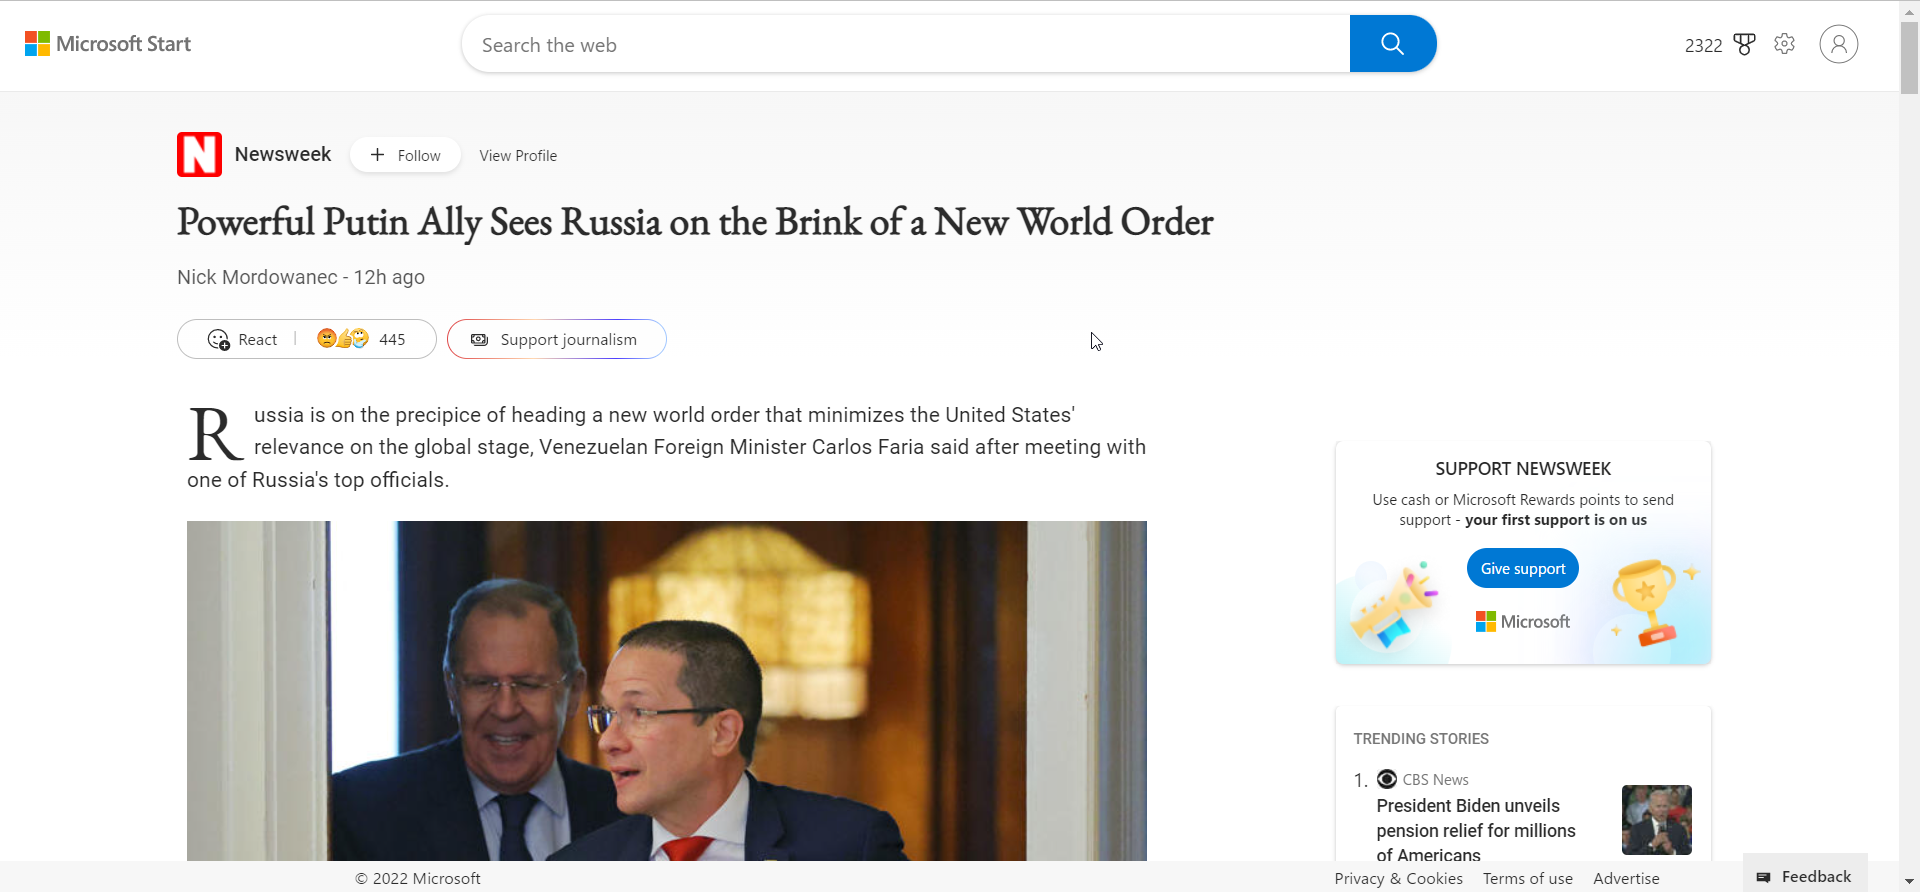 Microsoft Start
Search the web
2322
Newsweek
Follow
View Profile
Powerful Putin Ally Sees Russia on the Brink of a New World Order
Nick Mordowanec - 12h ago
React
445
Support journalism
Russia is on the precipice of heading a new world order that minimizes the United States'
relevance on the global stage, Venezuelan Foreign Minister Carlos Faria said after meeting with
one of Russia's top officials.
SUPPORT NEWSWEEK
Use cash or Microsoft Rewards points to send
support - your first support is on us
Give support
Microsoft
TRENDING STORIES
1. CBS News
President Biden unveils
pension relief for millions
of Americans
© 2022 Microsoft
Privacy & Cookies
Terms of use
Advertise
Feedback